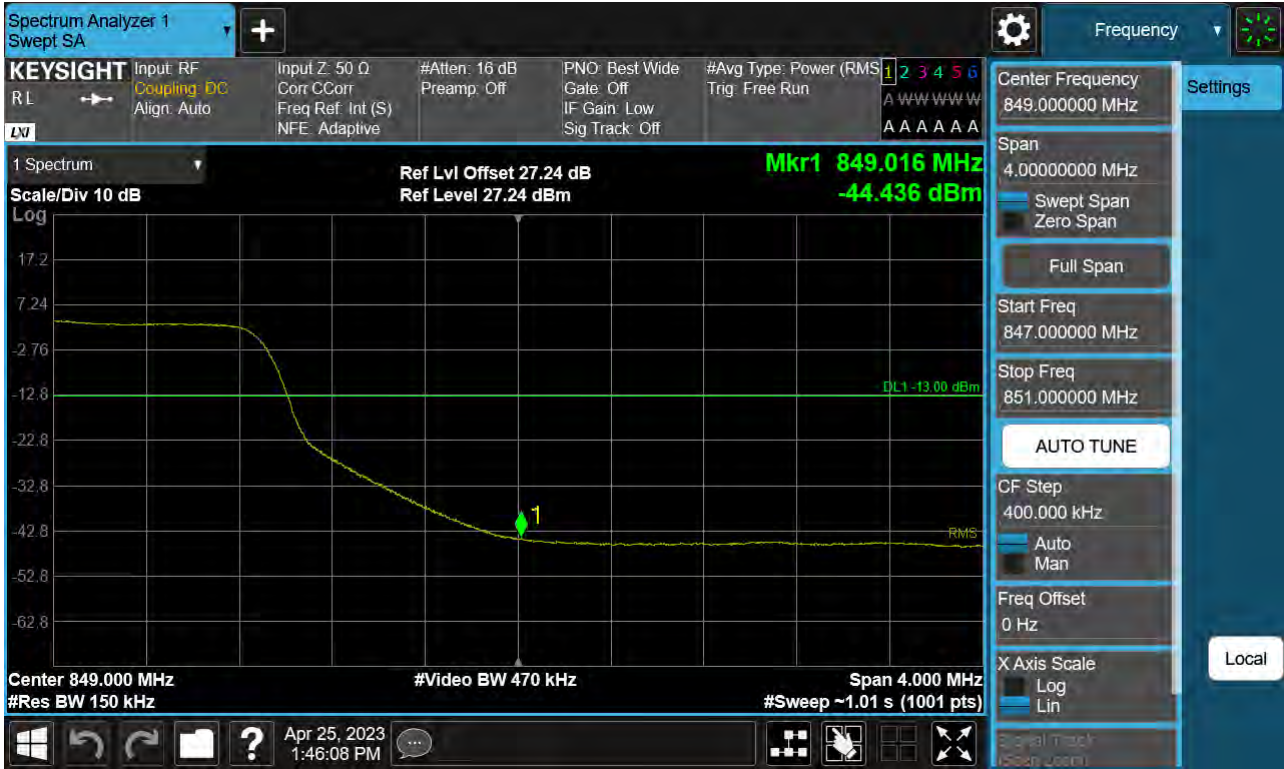 Spectrum Analyzer 1
Swept SA
+
Frequency
KEYSIGHT
RL
LXI
Input: RF
Coupling: DC
Align: Auto
Input Z: 50 Ω
Corr CCorr
Freq Ref: Int (S)
NFE: Adaptive
#Atten: 16 dB
Preamp: Off
PNO: Best Wide
Gate: Off
IF Gain: Low
Sig Track: Off
#Avg Type: Power (RMS
Trig: Free Run
1 2 3 4 5 6
A W W W W W
A A A A A A
Center Frequency
849.000000 MHz
Settings
1 Spectrum
Scale/Div 10 dB
Log
Ref Lvl Offset 27.24 dB
Ref Level 27.24 dBm
Mkr1 849.016 MHz
-44.436 dBm
Span
4.00000000 MHz
Swept Span
Zero Span
Full Span
Start Freq
847.000000 MHz
Stop Freq
851.000000 MHz
AUTO TUNE
CF Step
400.000 kHz
Auto
Man
Freq Offset
0 Hz
X Axis Scale
Log
Lin
Local
17.2
7.24
-2.76
-12.8
-22.8
-32.8
-42.8
-52.8
-62.8
DL1 -13.00 dBm
1
RMS
Center 849.000 MHz
#Res BW 150 kHz
#Video BW 470 kHz
Span 4.000 MHz
#Sweep ~1.01 s (1001 pts)
?
Apr 25, 2023
1:46:08 PM